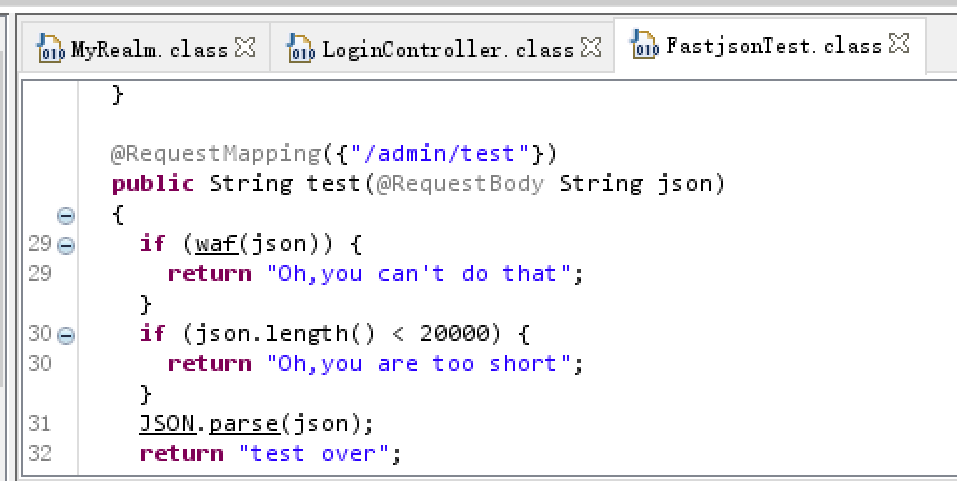 MyRealm.class LoginController.class FastjsonTest.class
}
@RequestMapping({"/admin/test"})
public String test(@RequestBody String json)
{
29 if (waf(json)) {
29 return "Oh,you can't do that";
}
30 if (json.length() < 20000) {
30 return "Oh,you are too short";
}
31 JSON.parse(json);
32 return "test over";